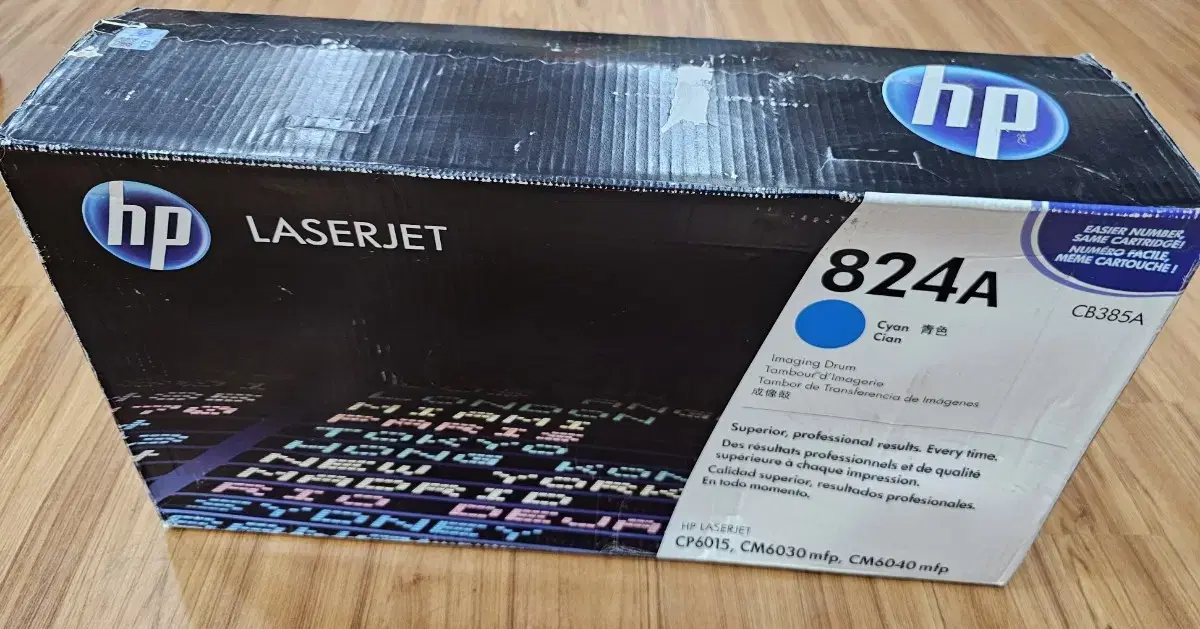 hp
hp
LASERJET
EASIER NUMBER,
SAME CARTRIDGE!
NUMÉRO FACILE,
MÊME CARTOUCHE !
824A
CB385A
Cyan 青色
Cian
Imaging Drum
Tambour d'Imagerie
Tambor de Transferencia de Imágenes
成像鼓
Superior, professional results. Every time.
Des résultats professionnels et de qualité
supérieure à chaque impression.
Calidad superior, resultados profesionales.
En todo momento.
HP LASERJET
CP6015, CM6030 mfp, CM6040 mfp
LONDON
MIAMI
PARIS
TOKYO
HONG KONG
NEW YORK
MADRID
RIO
SYDNEY